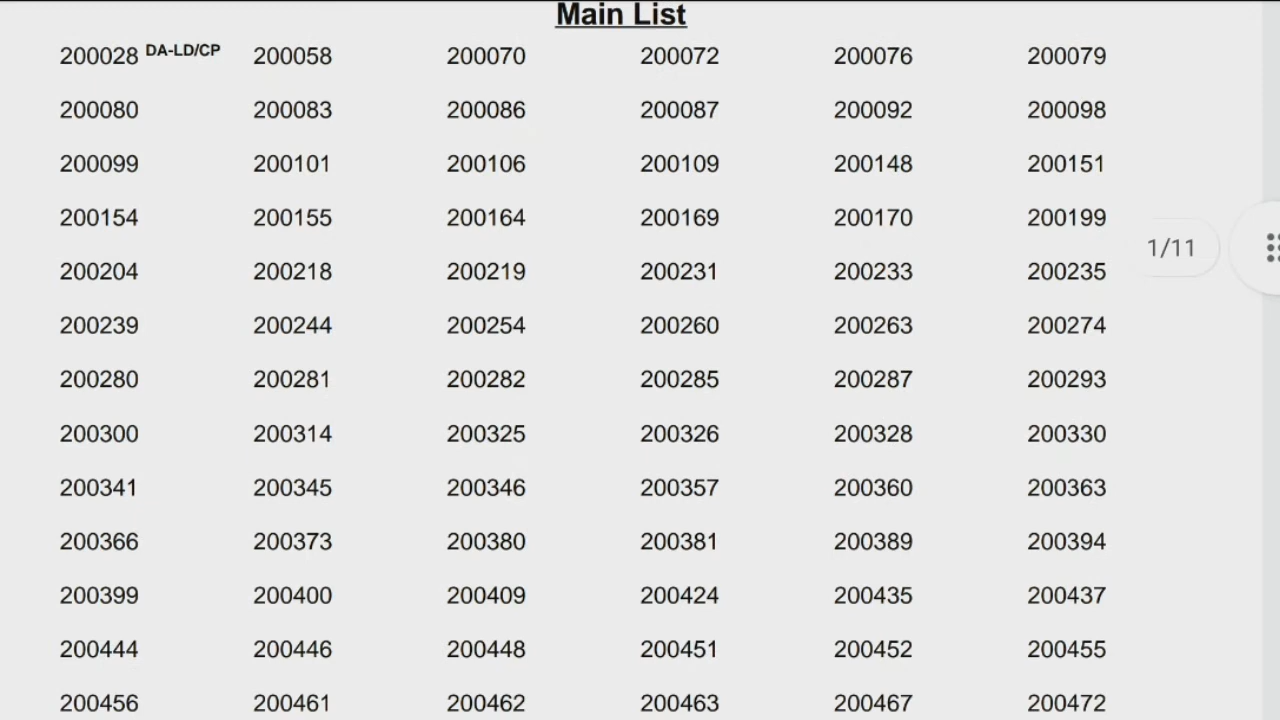 Main List
200028 DA-LD/CP 200058 200070 200072 200076 200079
200080 200083 200086 200087 200092 200098
200099 200101 200106 200109 200148 200151
200154 200155 200164 200169 200170 200199
1/11
200204 200218 200219 200231 200233 200235
200239 200244 200254 200260 200263 200274
200280 200281 200282 200285 200287 200293
200300 200314 200325 200326 200328 200330
200341 200345 200346 200357 200360 200363
200366 200373 200380 200381 200389 200394
200399 200400 200409 200424 200435 200437
200444 200446 200448 200451 200452 200455
200456 200461 200462 200463 200467 200472